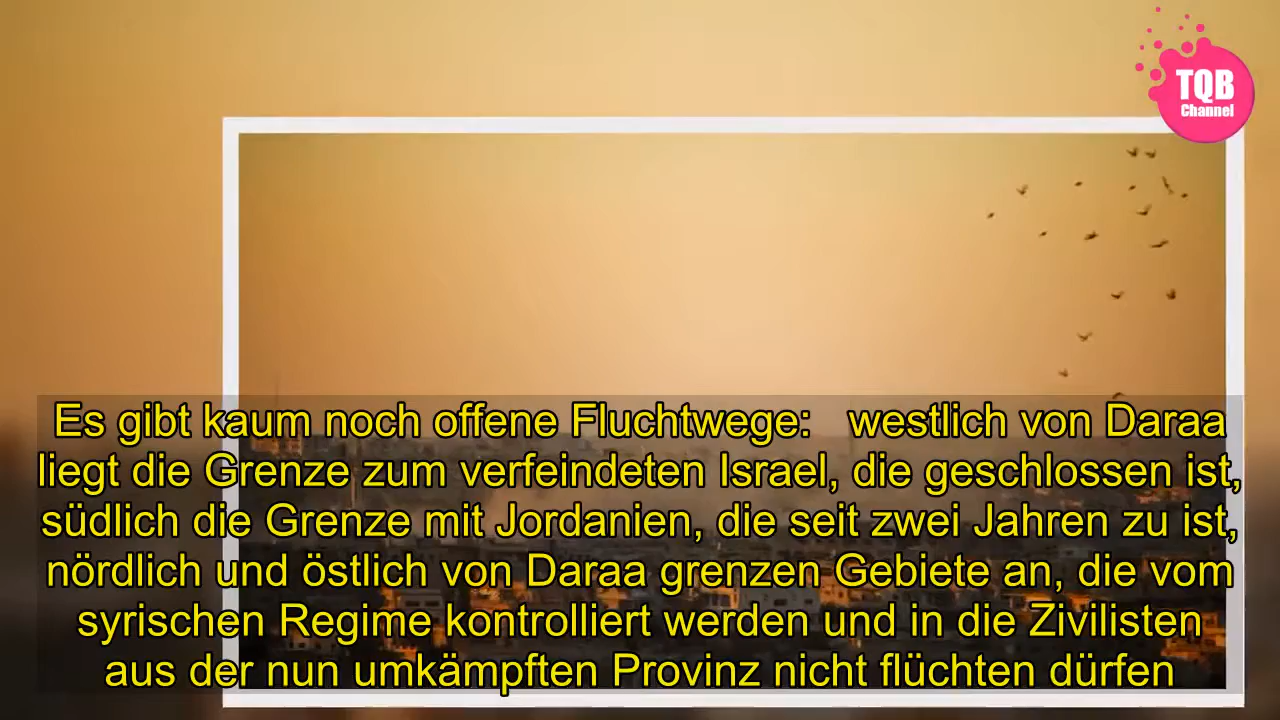 TQB
Channel
Es gibt kaum noch offene Fluchtwege:   westlich von Daraa
liegt die Grenze zum verfeindeten Israel, die geschlossen ist,
südlich die Grenze mit Jordanien, die seit zwei Jahren zu ist,
nördlich und östlich von Daraa grenzen Gebiete an, die vom
syrischen Regime kontrolliert werden und in die Zivilisten
aus der nun umkämpften Provinz nicht flüchten dürfen